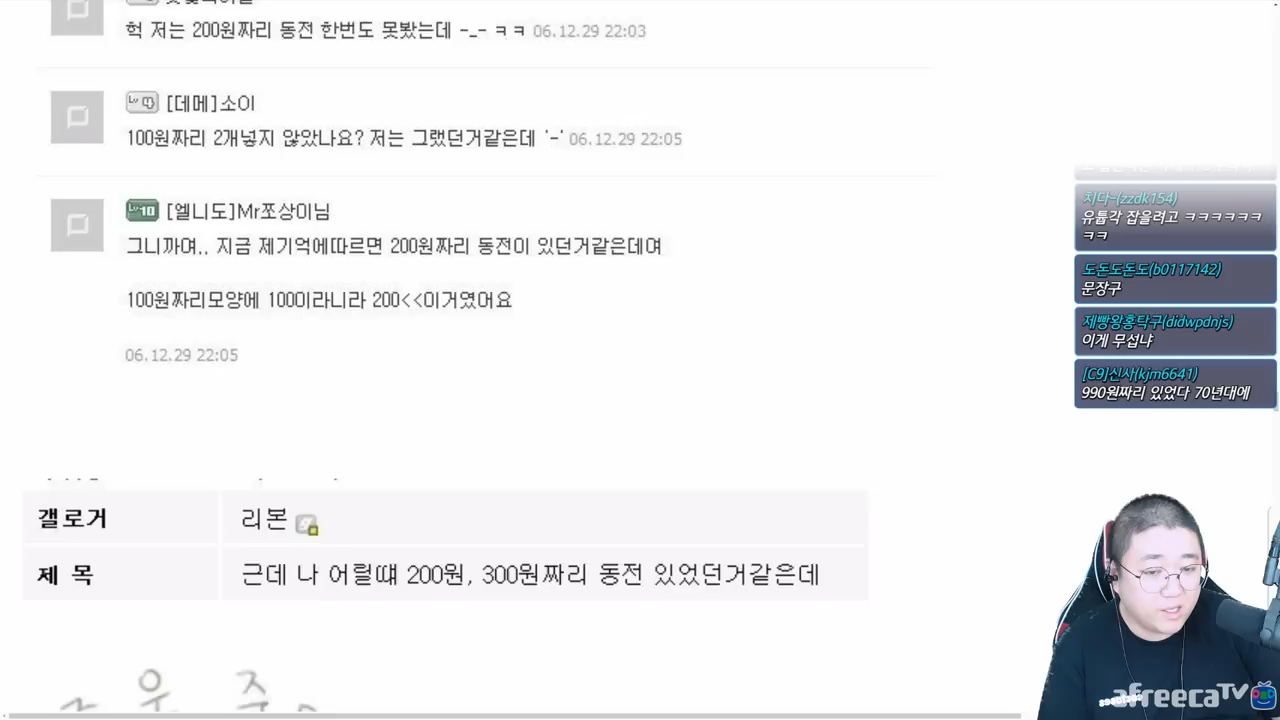 헉 저는 200원짜리 동전 한번도 못봤는데 -_- ㅋㅋ 06.12.29 22:03
[데메]소이
100원짜리 2개넣지 않았나요? 저는 그랬던거같은데 '-' 06.12.29 22:05
Lv 10 [엘니도]Mr쪼상이님
그니까여.. 지금 제기억에따르면 200원짜리 동전이 있던거같은데며
100원짜리모양에 100이라니라 200<<이거였어요
06.12.29 22:05
갤로거 리본
제 목 근데 나 어릴떄 200원, 300원짜리 동전 있었던거같은데
치다-(zzdk154)
유튭각 잡을려고 ㅋㅋㅋㅋㅋㅋ
ㅋㅋ
도돈도돈도(b0117142)
문장구
제빵왕홍탁구(didwpdnjs)
이게 무섭냐
[C9]신사(kjm6641)
990원짜리 있었다 70년대에
afreecaTV